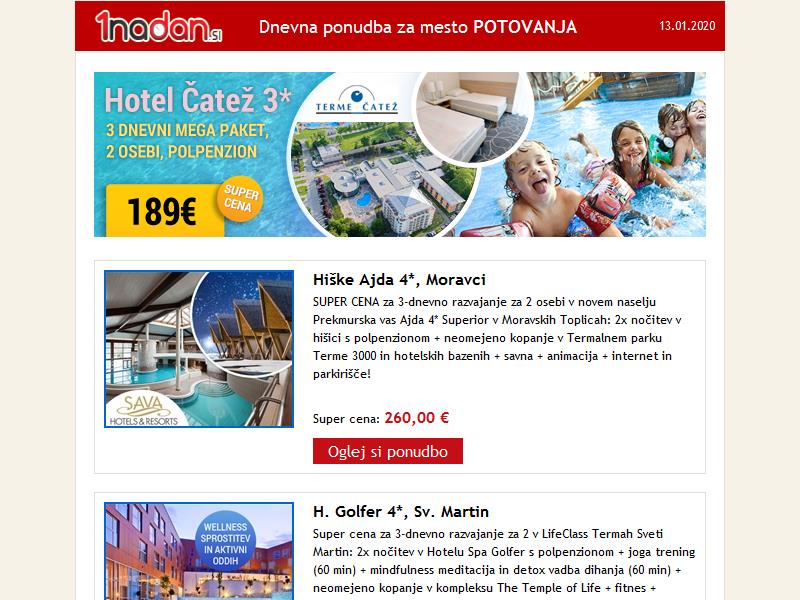 1nadan.si
Dnevna ponudba za mesto POTOVANJA
13.01.2020
Hotel Čatež 3*
3 DNEVNI MEGA PAKET,
2 OSEBI, POLPENZION
189€
SUPER
CENA
TERME ČATEŽ
Hiške Ajda 4*, Moravci
SUPER CENA za 3-dnevno razvajanje za 2 osebi v novem naselju
Prekmurska vas Ajda 4* Superior v Moravskih Toplicah: 2x nočitev v
hišici s polpenzionom + neomejeno kopanje v Termalnem parku
Terme 3000 in hotelskih bazenih + savna + animacija + internet in
parkirišče!
SAVA
HOTELS & RESORTS
Super cena: 260,00 €
Oglej si ponudbo
WELLNESS
SPROSTITEV
IN AKTIVNI
ODDIH
H. Golfer 4*, Sv. Martin
Super cena za 3-dnevno razvajanje za 2 v LifeClass Termah Sveti
Martin: 2x nočitev v Hotelu Spa Golfer s polpenzionom + joga trening
(60 min) + mindfulness meditacija in detox vadba dihanja (60 min) +
neomejeno kopanje v kompleksu The Temple of Life + fitnes +